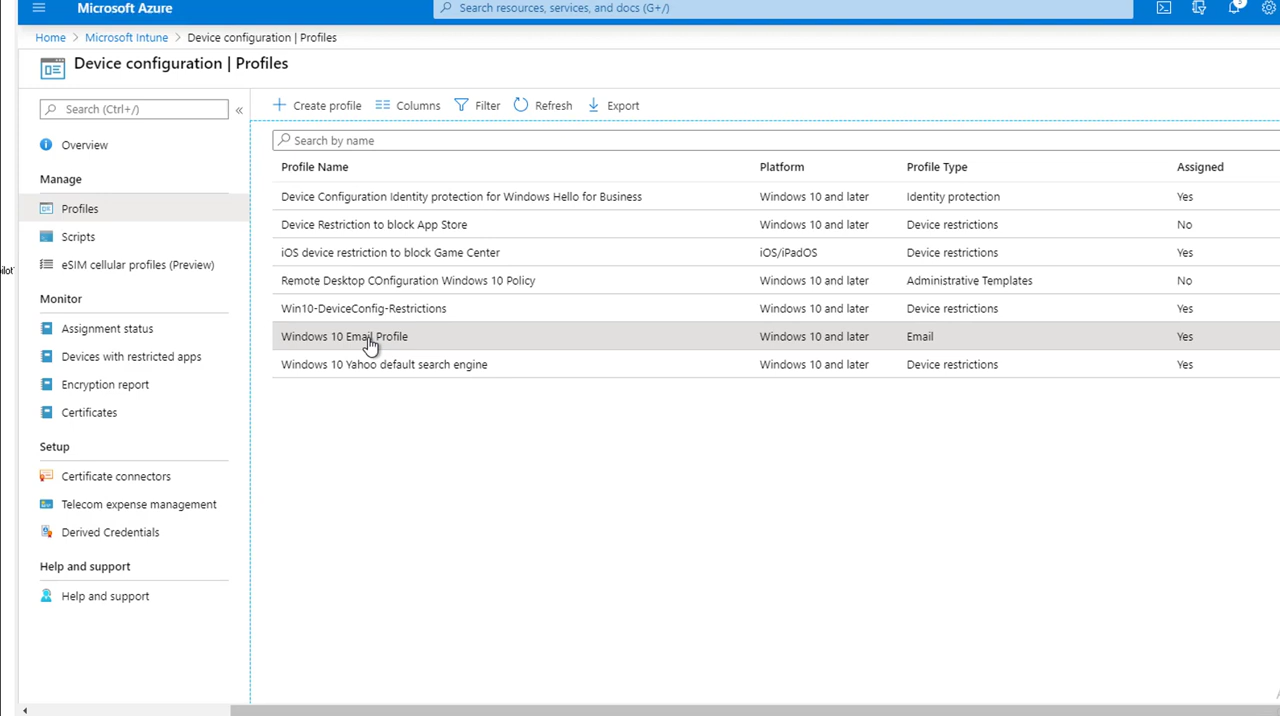 Microsoft Azure
Search resources, services, and docs (G+/)
Home > Microsoft Intune > Device configuration | Profiles
Device configuration | Profiles
Search (Ctrl+/)
«
Create profile
Columns
Filter
Refresh
Export
Overview
Manage
Profiles
Scripts
eSIM cellular profiles (Preview)
Monitor
Assignment status
Devices with restricted apps
Encryption report
Certificates
Setup
Certificate connectors
Telecom expense management
Derived Credentials
Help and support
Help and support
Search by name
Profile Name Platform Profile Type Assigned
Device Configuration Identity protection for Windows Hello for Business Windows 10 and later Identity protection Yes
Device Restriction to block App Store Windows 10 and later Device restrictions No
iOS device restriction to block Game Center iOS/iPadOS Device restrictions Yes
Remote Desktop COnfiguration Windows 10 Policy Windows 10 and later Administrative Templates No
Win10-DeviceConfig-Restrictions Windows 10 and later Device restrictions Yes
Windows 10 Email Profile Windows 10 and later Email Yes
Windows 10 Yahoo default search engine Windows 10 and later Device restrictions Yes